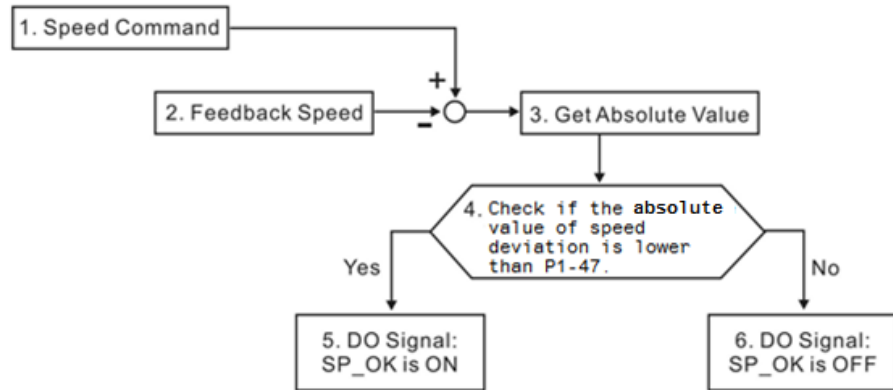 1. Speed Command
+
2. Feedback Speed
-
3. Get Absolute Value
4. Check if the absolute
value of speed
deviation is lower
than P1-47.
Yes
No
5. DO Signal:
SP_OK is ON
6. DO Signal:
SP_OK is OFF